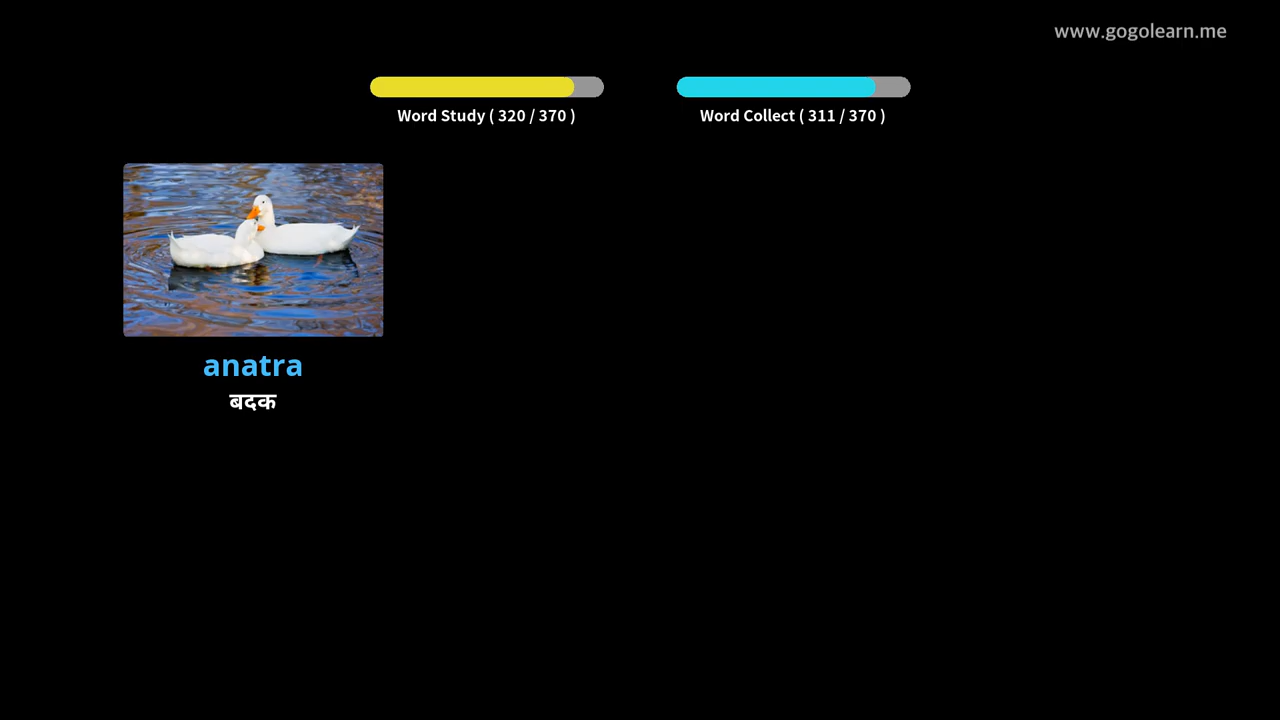 www.gogolearn.me
Word Study ( 320 / 370 )
Word Collect ( 311 / 370 )
anatra
बदक